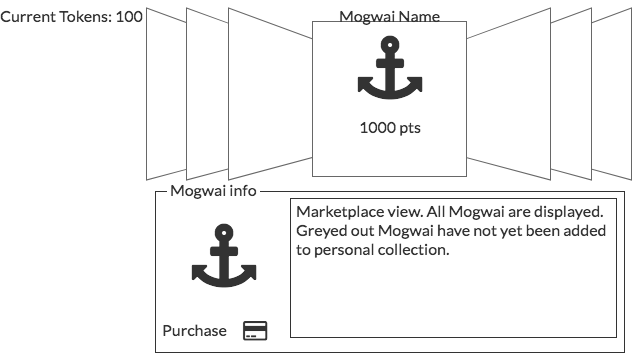 Current Tokens: 100
Mogwai Name
1000 pts
Mogwai info
Marketplace view. All Mogwai are displayed.
Greyed out Mogwai have not yet been added
to personal collection.
Purchase